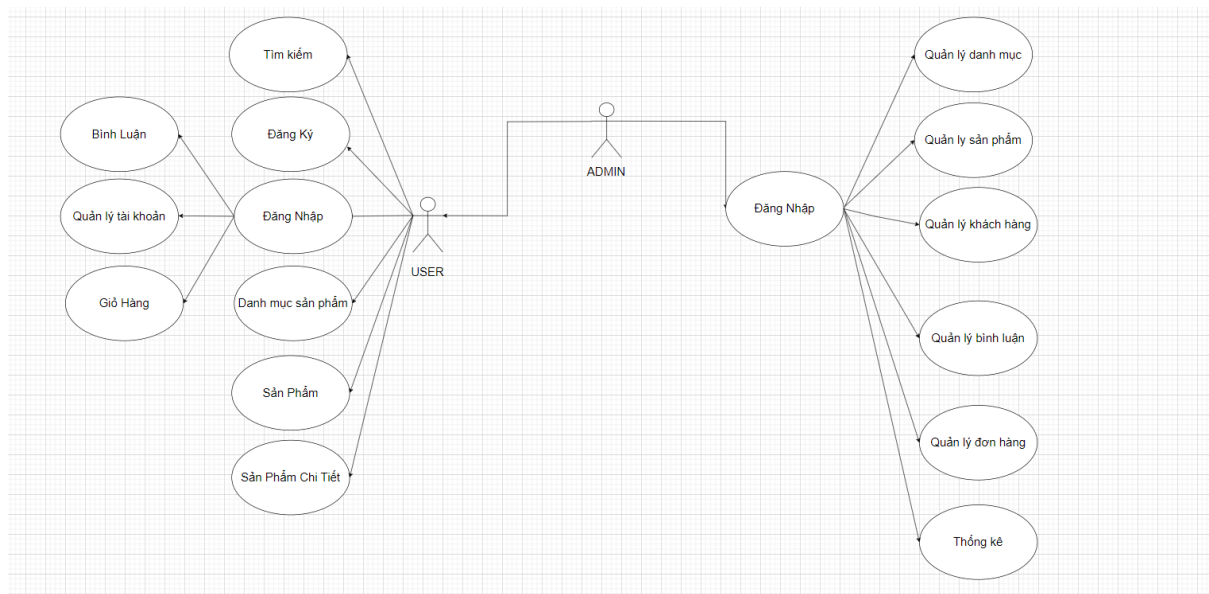 Tìm kiếm
Quản lý danh mục
Bình Luận
Đăng Ký
ADMIN
Quản ly sản phẩm
Quản lý tài khoản
Đăng Nhập
USER
Đăng Nhập
Quản lý khách hàng
Giỏ Hàng
Danh mục sản phẩm
Quản lý bình luận
Sản Phẩm
Quản lý đơn hàng
Sản Phẩm Chi Tiết
Thống kê